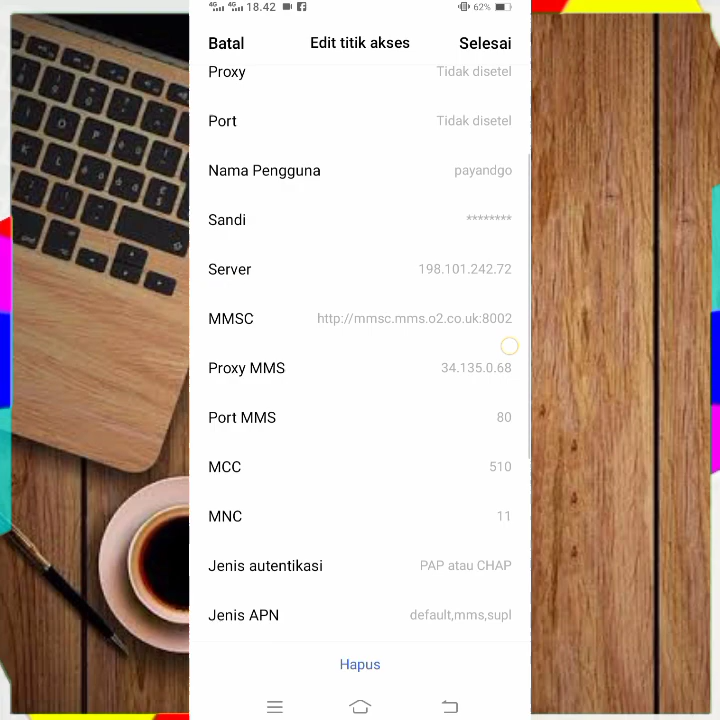 4G 4G 18.42 62%
Batal Edit titik akses Selesai
Proxy Tidak disetel
Port Tidak disetel
Nama Pengguna payandgo
Sandi ********
Server 198.101.242.72
MMSC http://mmsc.mms.o2.co.uk:8002
Proxy MMS 34.135.0.68
Port MMS 80
MCC 510
MNC 11
Jenis autentikasi PAP atau CHAP
Jenis APN default,mms,supl
Hapus